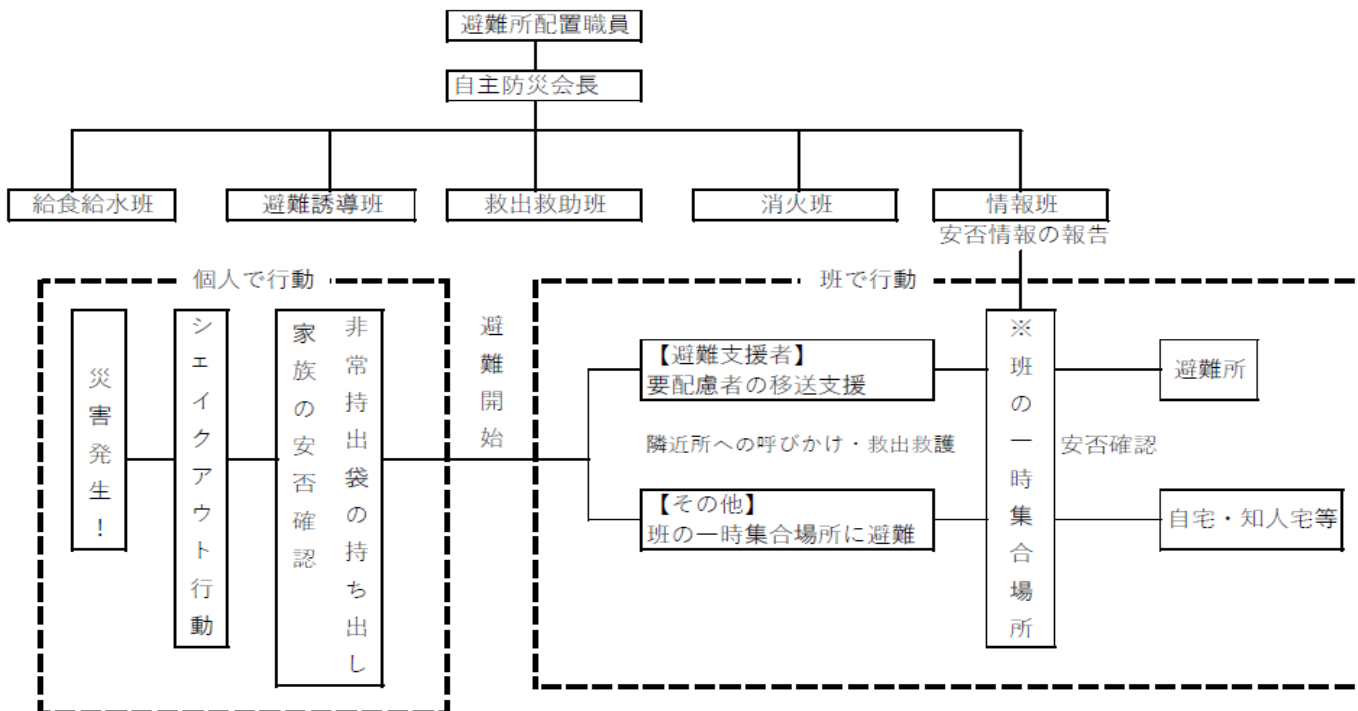 避難所配置職員
自主防災会長
給食給水班
避難誘導班
救出救助班
消火班
情報班
安否情報の報告
個人で行動
班で行動
災害発生！
シェイクアウト行動
非常持出袋の持ち出し
家族の安否確認
避難開始
【避難支援者】
要配慮者の移送支援
隣近所への呼びかけ・救出救護
【その他】
班の一時集合場所に避難
※班の一時集合場所
避難所
安否確認
自宅・知人宅等